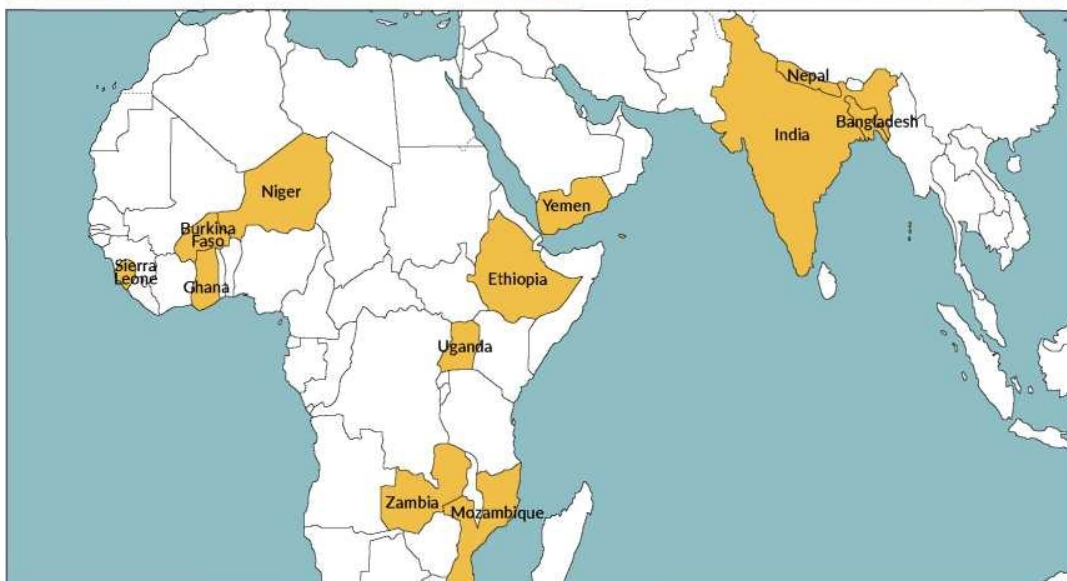 Nepal
Bangladesh
India
Niger
Yemen
Burkina
Faso
Sierra
Leone
Ghana
Ethiopia
Uganda
Zambia
Mozambique